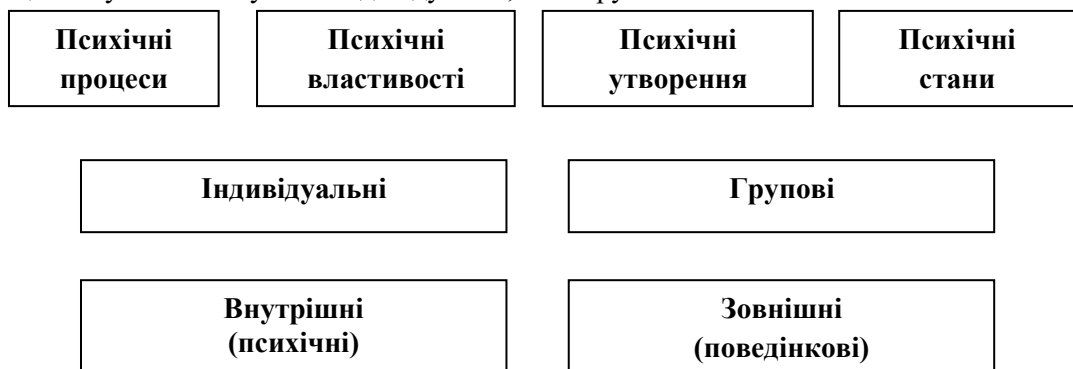 Психічні процеси
Психічні властивості
Психічні утворення
Психічні стани
Індивідуальні
Групові
Внутрішні
(психічні)
Зовнішні
(поведінкові)